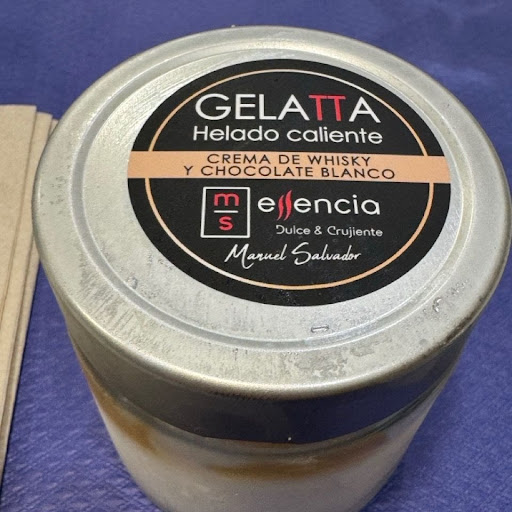 GELATTA
Helado caliente
CREMA DE WHISKY
Y CHOCOLATE BLANCO
m
s
essencia
Dulce & Crujiente
Manuel Salvador